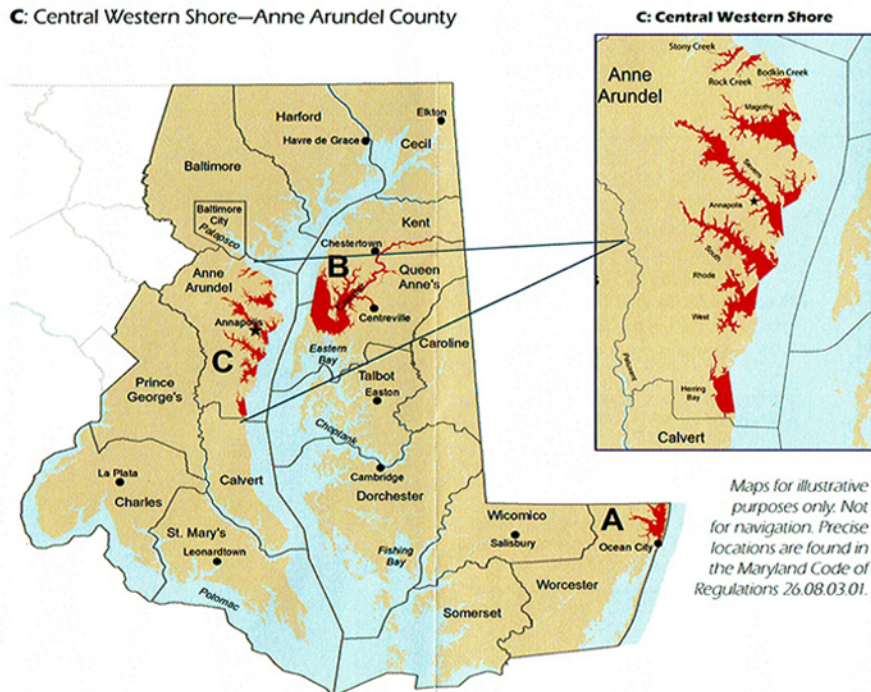 C: Central Western Shore—Anne Arundel County
C: Central Western Shore
Stony Creek
Anne
Arundel
Rock Creek
Bodkin Creek
Magothy
Severn
Annapolis
South
Rhode
West
Herring
Bay
Patuxent
Calvert
Harford
Elkton
Havre de Grace
Cecil
Baltimore
Baltimore
City
Patapsco
Kent
Chestertown
B
Queen
Anne's
Anne
Arundel
Chester
Annapolis
Centreville
C
Eastern
Bay
Caroline
Talbot
Easton
Prince
George's
Choptank
Calvert
Cambridge
La Plata
Charles
Dorchester
St. Mary's
Leonardtown
Fishing
Bay
Wicomico
Salisbury
A
Ocean City
Worcester
Somerset
Potomac
Maps for illustrative
purposes only. Not
for navigation. Precise
locations are found in
the Maryland Code of
Regulations 26.08.03.01.